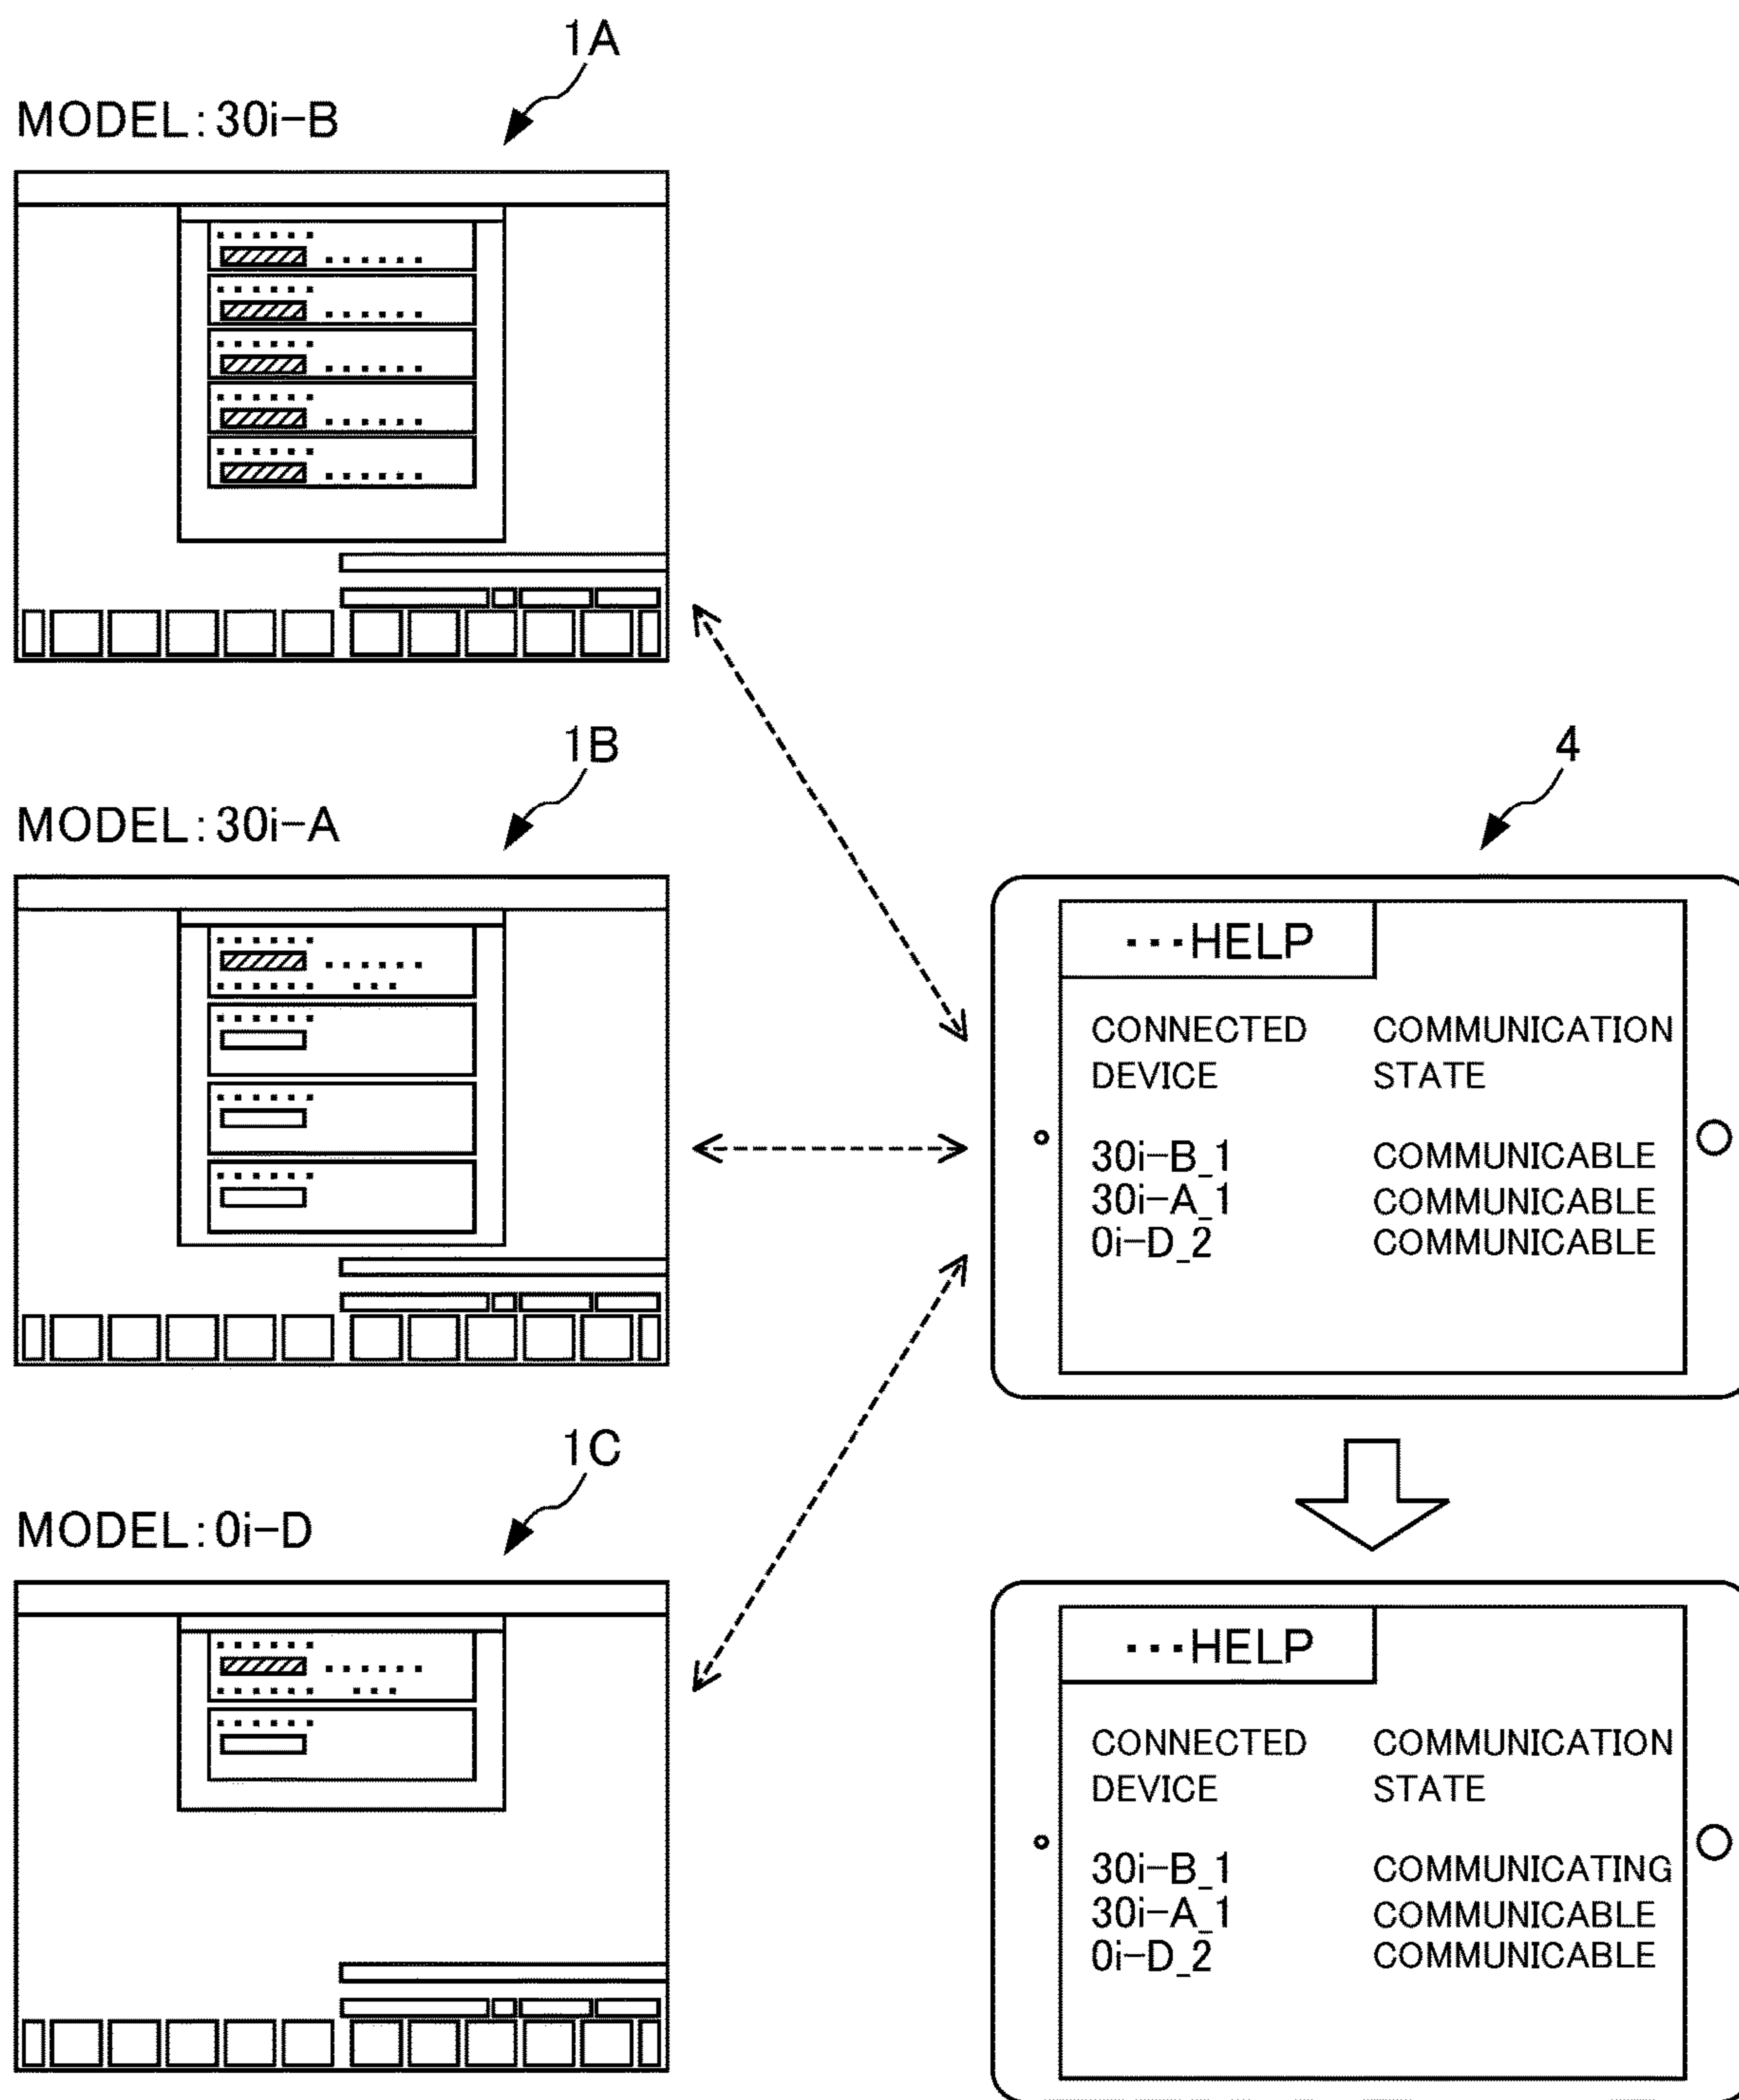 1A
MODEL:30i-B
1B
MODEL:30i-A
4
···HELP
CONNECTED COMMUNICATION
DEVICE STATE
30i-B_1 COMMUNICABLE
30i-A_1 COMMUNICABLE
0i-D_2 COMMUNICABLE
1C
MODEL:0i-D
···HELP
CONNECTED COMMUNICATION
DEVICE STATE
30i-B_1 COMMUNICATING
30i-A_1 COMMUNICABLE
0i-D_2 COMMUNICABLE